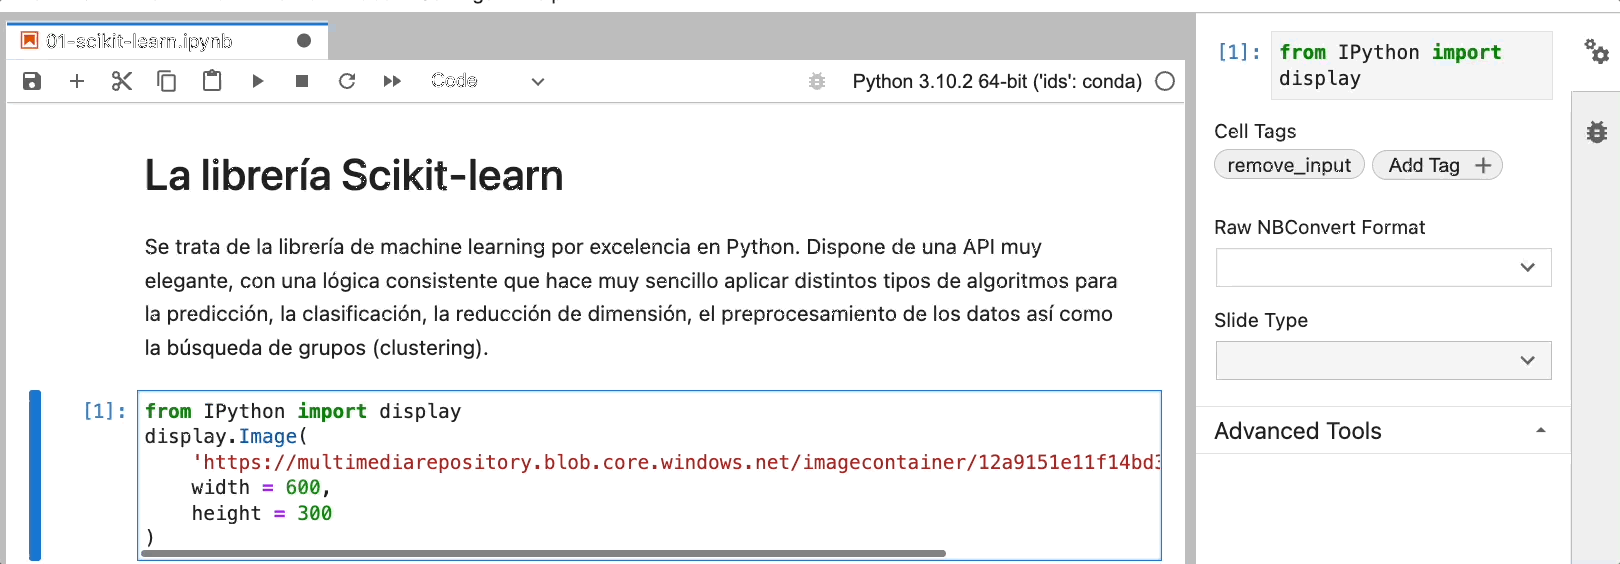 01-scikit-learn.ipynb
Code
Python 3.10.2 64-bit ('ids': conda)
La librería Scikit-learn
Se trata de la librería de machine learning por excelencia en Python. Dispone de una API muy
elegante, con una lógica consistente que hace muy sencillo aplicar distintos tipos de algoritmos para
la predicción, la clasificación, la reducción de dimensión, el preprocesamiento de los datos así como
la búsqueda de grupos (clustering).
[1]: from IPython import display
display.Image(
'https://multimediarepository.blob.core.windows.net/imagecontainer/12a9151e11f14bd3
width = 600,
height = 300
)
[1]: from IPython import
display
Cell Tags
remove_input Add Tag +
Raw NBConvert Format
Slide Type
Advanced Tools